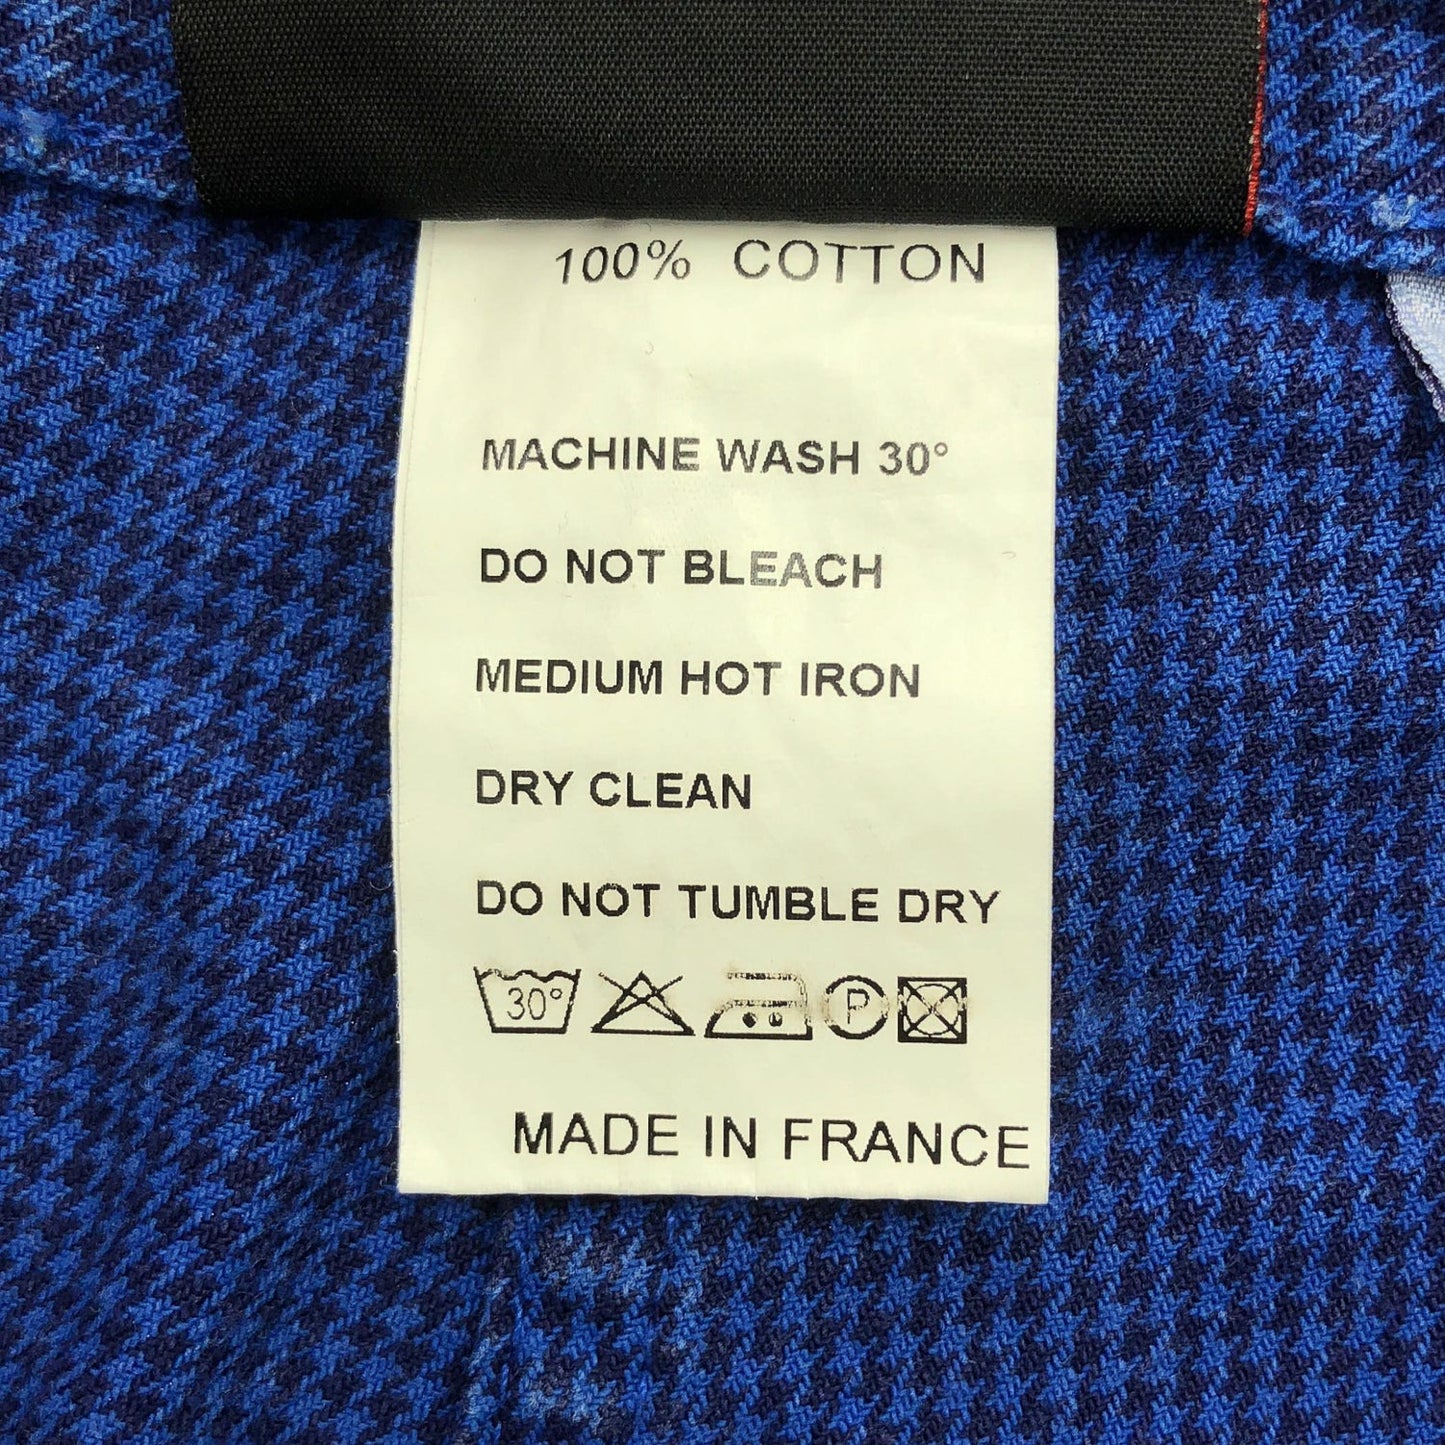 100% COTTON
MACHINE WASH 30°
DO NOT BLEACH
MEDIUM HOT IRON
DRY CLEAN
DO NOT TUMBLE DRY
30° P
MADE IN FRANCE